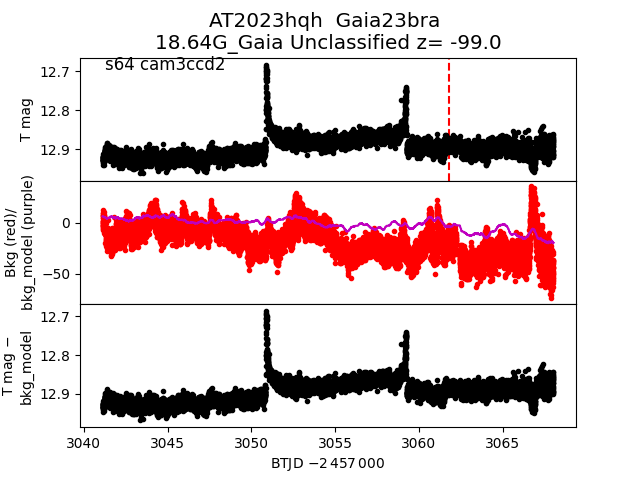 AT2023hqh  Gaia23bra
18.64G_Gaia Unclassified z= -99.0
s64 cam3ccd2
12.7
12.8
12.9
T mag
0
−50
Bkg (red)/
bkg_model (purple)
12.7
12.8
12.9
T mag −
bkg_model
3040 3045 3050 3055 3060 3065
BTJD −2 457 000